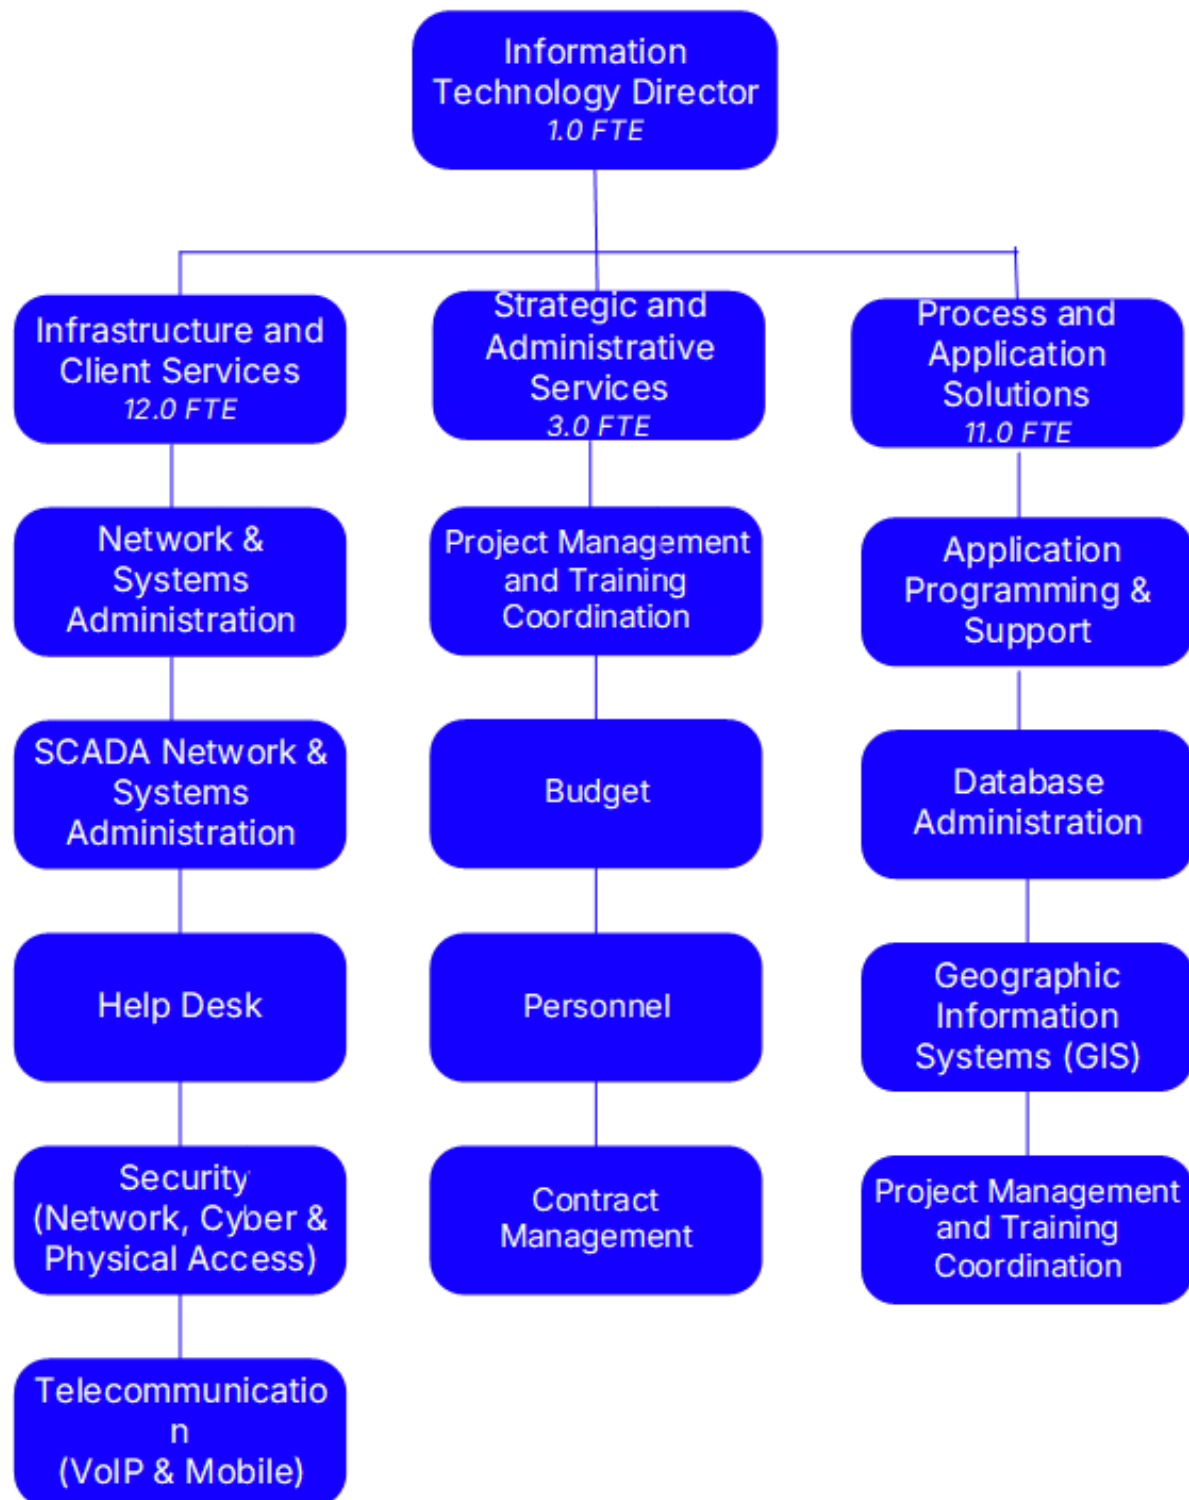 Information
Technology Director
1.0 FTE
Infrastructure and
Client Services
12.0 FTE
Strategic and
Administrative
Services
3.0 FTE
Process and
Application
Solutions
11.0 FTE
Network &
Systems
Administration
Project Management
and Training
Coordination
Application
Programming &
Support
SCADA Network &
Systems
Administration
Budget
Database
Administration
Help Desk
Personnel
Geographic
Information
Systems (GIS)
Security
(Network, Cyber &
Physical Access)
Contract
Management
Project Management
and Training
Coordination
Telecommunicatio
n
(VoIP & Mobile)